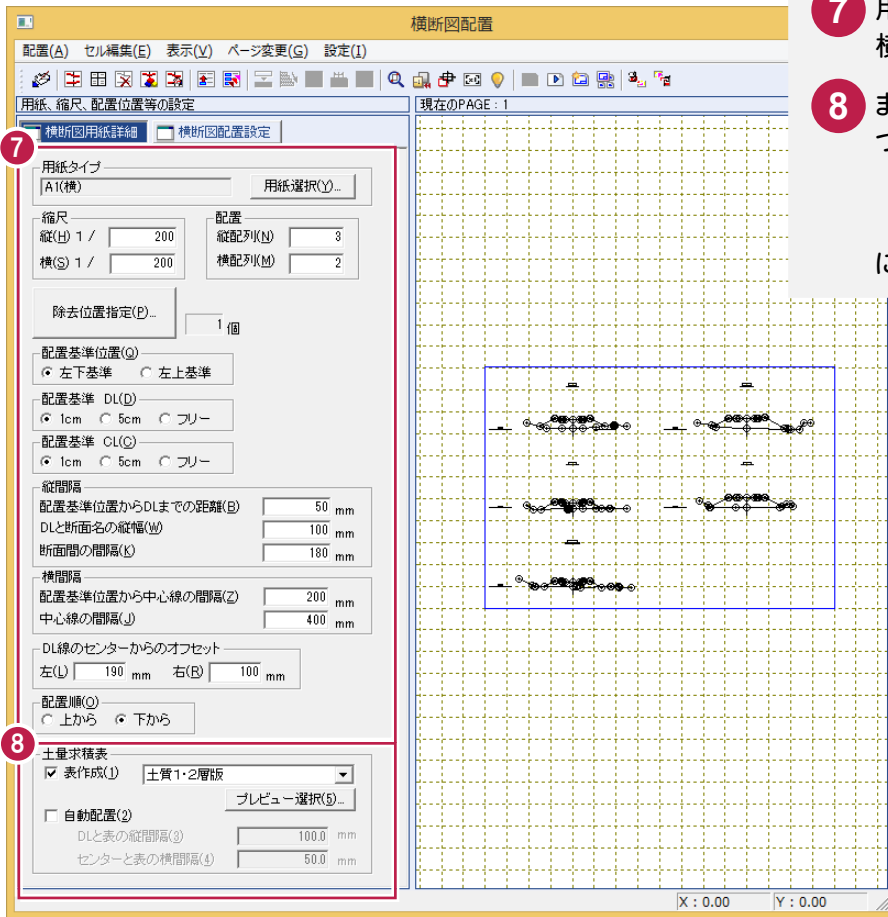 横断図配置
配置(A) セル編集(E) 表示(V) ページ変更(G) 設定(I)
用紙、縮尺、配置位置等の設定
現在のPAGE : 1
横断図用紙詳細 横断図配置設定
7
用紙タイプ
A1(横) 用紙選択(Y)...
縮尺 配置
縦(H) 1 / 200 縦配列(N) 3
横(S) 1 / 200 横配列(M) 2
除去位置指定(P)...
1 個
配置基準位置(Q)
左下基準 左上基準
配置基準 DL(D)
1cm 5cm フリー
配置基準 CL(C)
1cm 5cm フリー
縦間隔
配置基準位置からDLまでの距離(B) 50 mm
DLと断面名の縦幅(W) 100 mm
断面間の間隔(K) 180 mm
横間隔
配置基準位置から中心線の間隔(Z) 200 mm
中心線の間隔(J) 400 mm
DL線のセンターからのオフセット
左(L) 190 mm 右(R) 100 mm
配置順(O)
上から 下から
8
土量求積表
表作成(1) 土質1・2層版
プレビュー選択(5)...
自動配置(2)
DLと表の縦間隔(3) 100.0 mm
センターと表の横間隔(4) 50.0 mm
X : 0.00 Y : 0.00
7
8